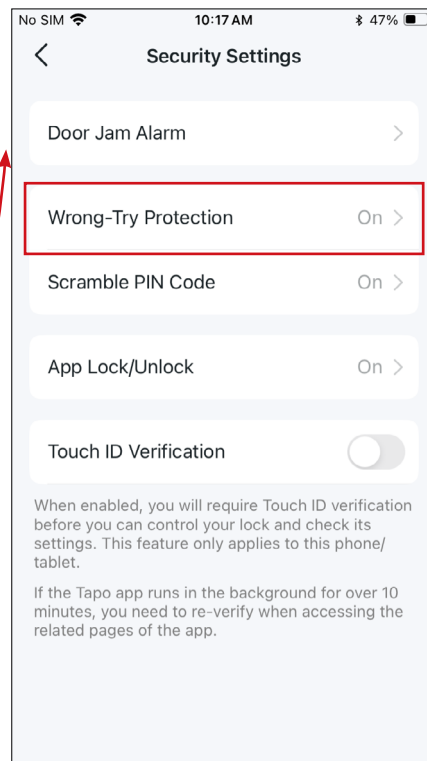 No SIM 10:17 AM 47%
Security Settings
Door Jam Alarm
Wrong-Try Protection On
Scramble PIN Code On
App Lock/Unlock On
Touch ID Verification
When enabled, you will require Touch ID verification
before you can control your lock and check its
settings. This feature only applies to this phone/
tablet.
If the Tapo app runs in the background for over 10
minutes, you need to re-verify when accessing the
related pages of the app.